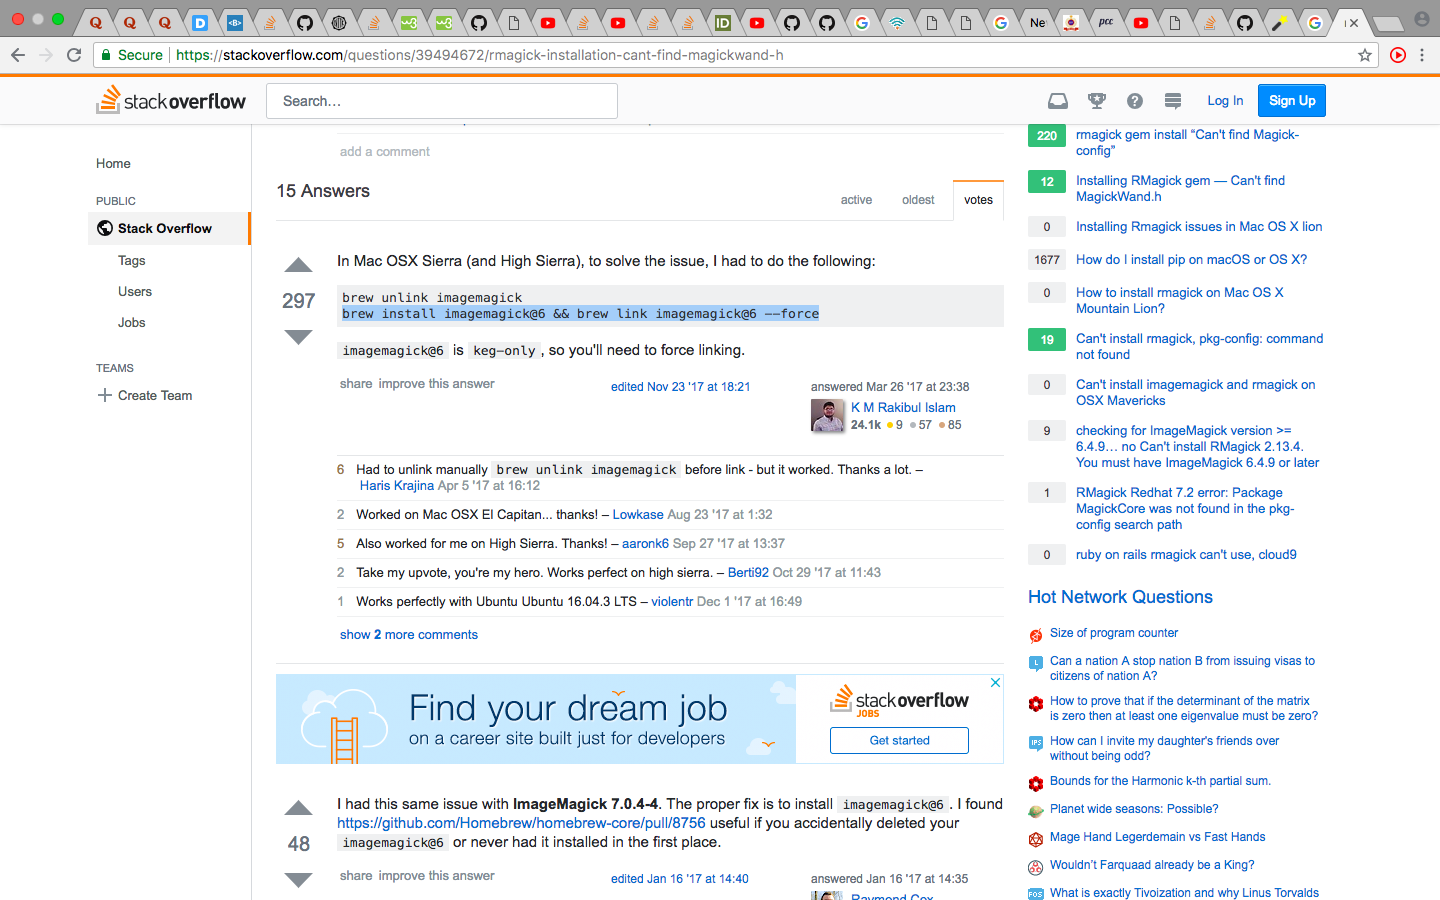 Ne
pcc
ID
Secure
https://stackoverflow.com/questions/39494672/rmagick-installation-cant-find-magickwand-h
stackoverflow
Search…
Log In
Sign Up
Home
PUBLIC
Stack Overflow
Tags
Users
Jobs
TEAMS
Create Team
add a comment
15 Answers
active
oldest
votes
297
In Mac OSX Sierra (and High Sierra), to solve the issue, I had to do the following:
brew unlink imagemagick
brew install imagemagick@6 && brew link imagemagick@6 --force
imagemagick@6 is keg-only , so you'll need to force linking.
share improve this answer
edited Nov 23 '17 at 18:21
answered Mar 26 '17 at 23:38
K M Rakibul Islam
24.1k 9 57 85
6 Had to unlink manually brew unlink imagemagick before link - but it worked. Thanks a lot. –
Haris Krajina Apr 5 '17 at 16:12
2 Worked on Mac OSX El Capitan... thanks! – Lowkase Aug 23 '17 at 1:32
5 Also worked for me on High Sierra. Thanks! – aaronk6 Sep 27 '17 at 13:37
2 Take my upvote, you're my hero. Works perfect on high sierra. – Berti92 Oct 29 '17 at 11:43
1 Works perfectly with Ubuntu Ubuntu 16.04.3 LTS – violentr Dec 1 '17 at 16:49
show 2 more comments
Find your dream job
on a career site built just for developers
stackoverflow
JOBS
Get started
48
I had this same issue with ImageMagick 7.0.4-4. The proper fix is to install imagemagick@6 . I found
https://github.com/Homebrew/homebrew-core/pull/8756 useful if you accidentally deleted your
imagemagick@6 or never had it installed in the first place.
share improve this answer
edited Jan 16 '17 at 14:40
answered Jan 16 '17 at 14:35
Raymond Cox
220 rmagick gem install “Can't find Magick-
config”
12 Installing RMagick gem — Can't find
MagickWand.h
0 Installing Rmagick issues in Mac OS X lion
1677 How do I install pip on macOS or OS X?
0 How to install rmagick on Mac OS X
Mountain Lion?
19 Can't install rmagick, pkg-config: command
not found
0 Can't install imagemagick and rmagick on
OSX Mavericks
9 checking for ImageMagick version >=
6.4.9… no Can't install RMagick 2.13.4.
You must have ImageMagick 6.4.9 or later
1 RMagick Redhat 7.2 error: Package
MagickCore was not found in the pkg-
config search path
0 ruby on rails rmagick can't use, cloud9
Hot Network Questions
Size of program counter
Can a nation A stop nation B from issuing visas to
citizens of nation A?
How to prove that if the determinant of the matrix
is zero then at least one eigenvalue must be zero?
How can I invite my daughter's friends over
without being odd?
Bounds for the Harmonic k-th partial sum.
Planet wide seasons: Possible?
Mage Hand Legerdemain vs Fast Hands
Wouldn’t Farquaad already be a King?
What is exactly Tivoization and why Linus Torvalds